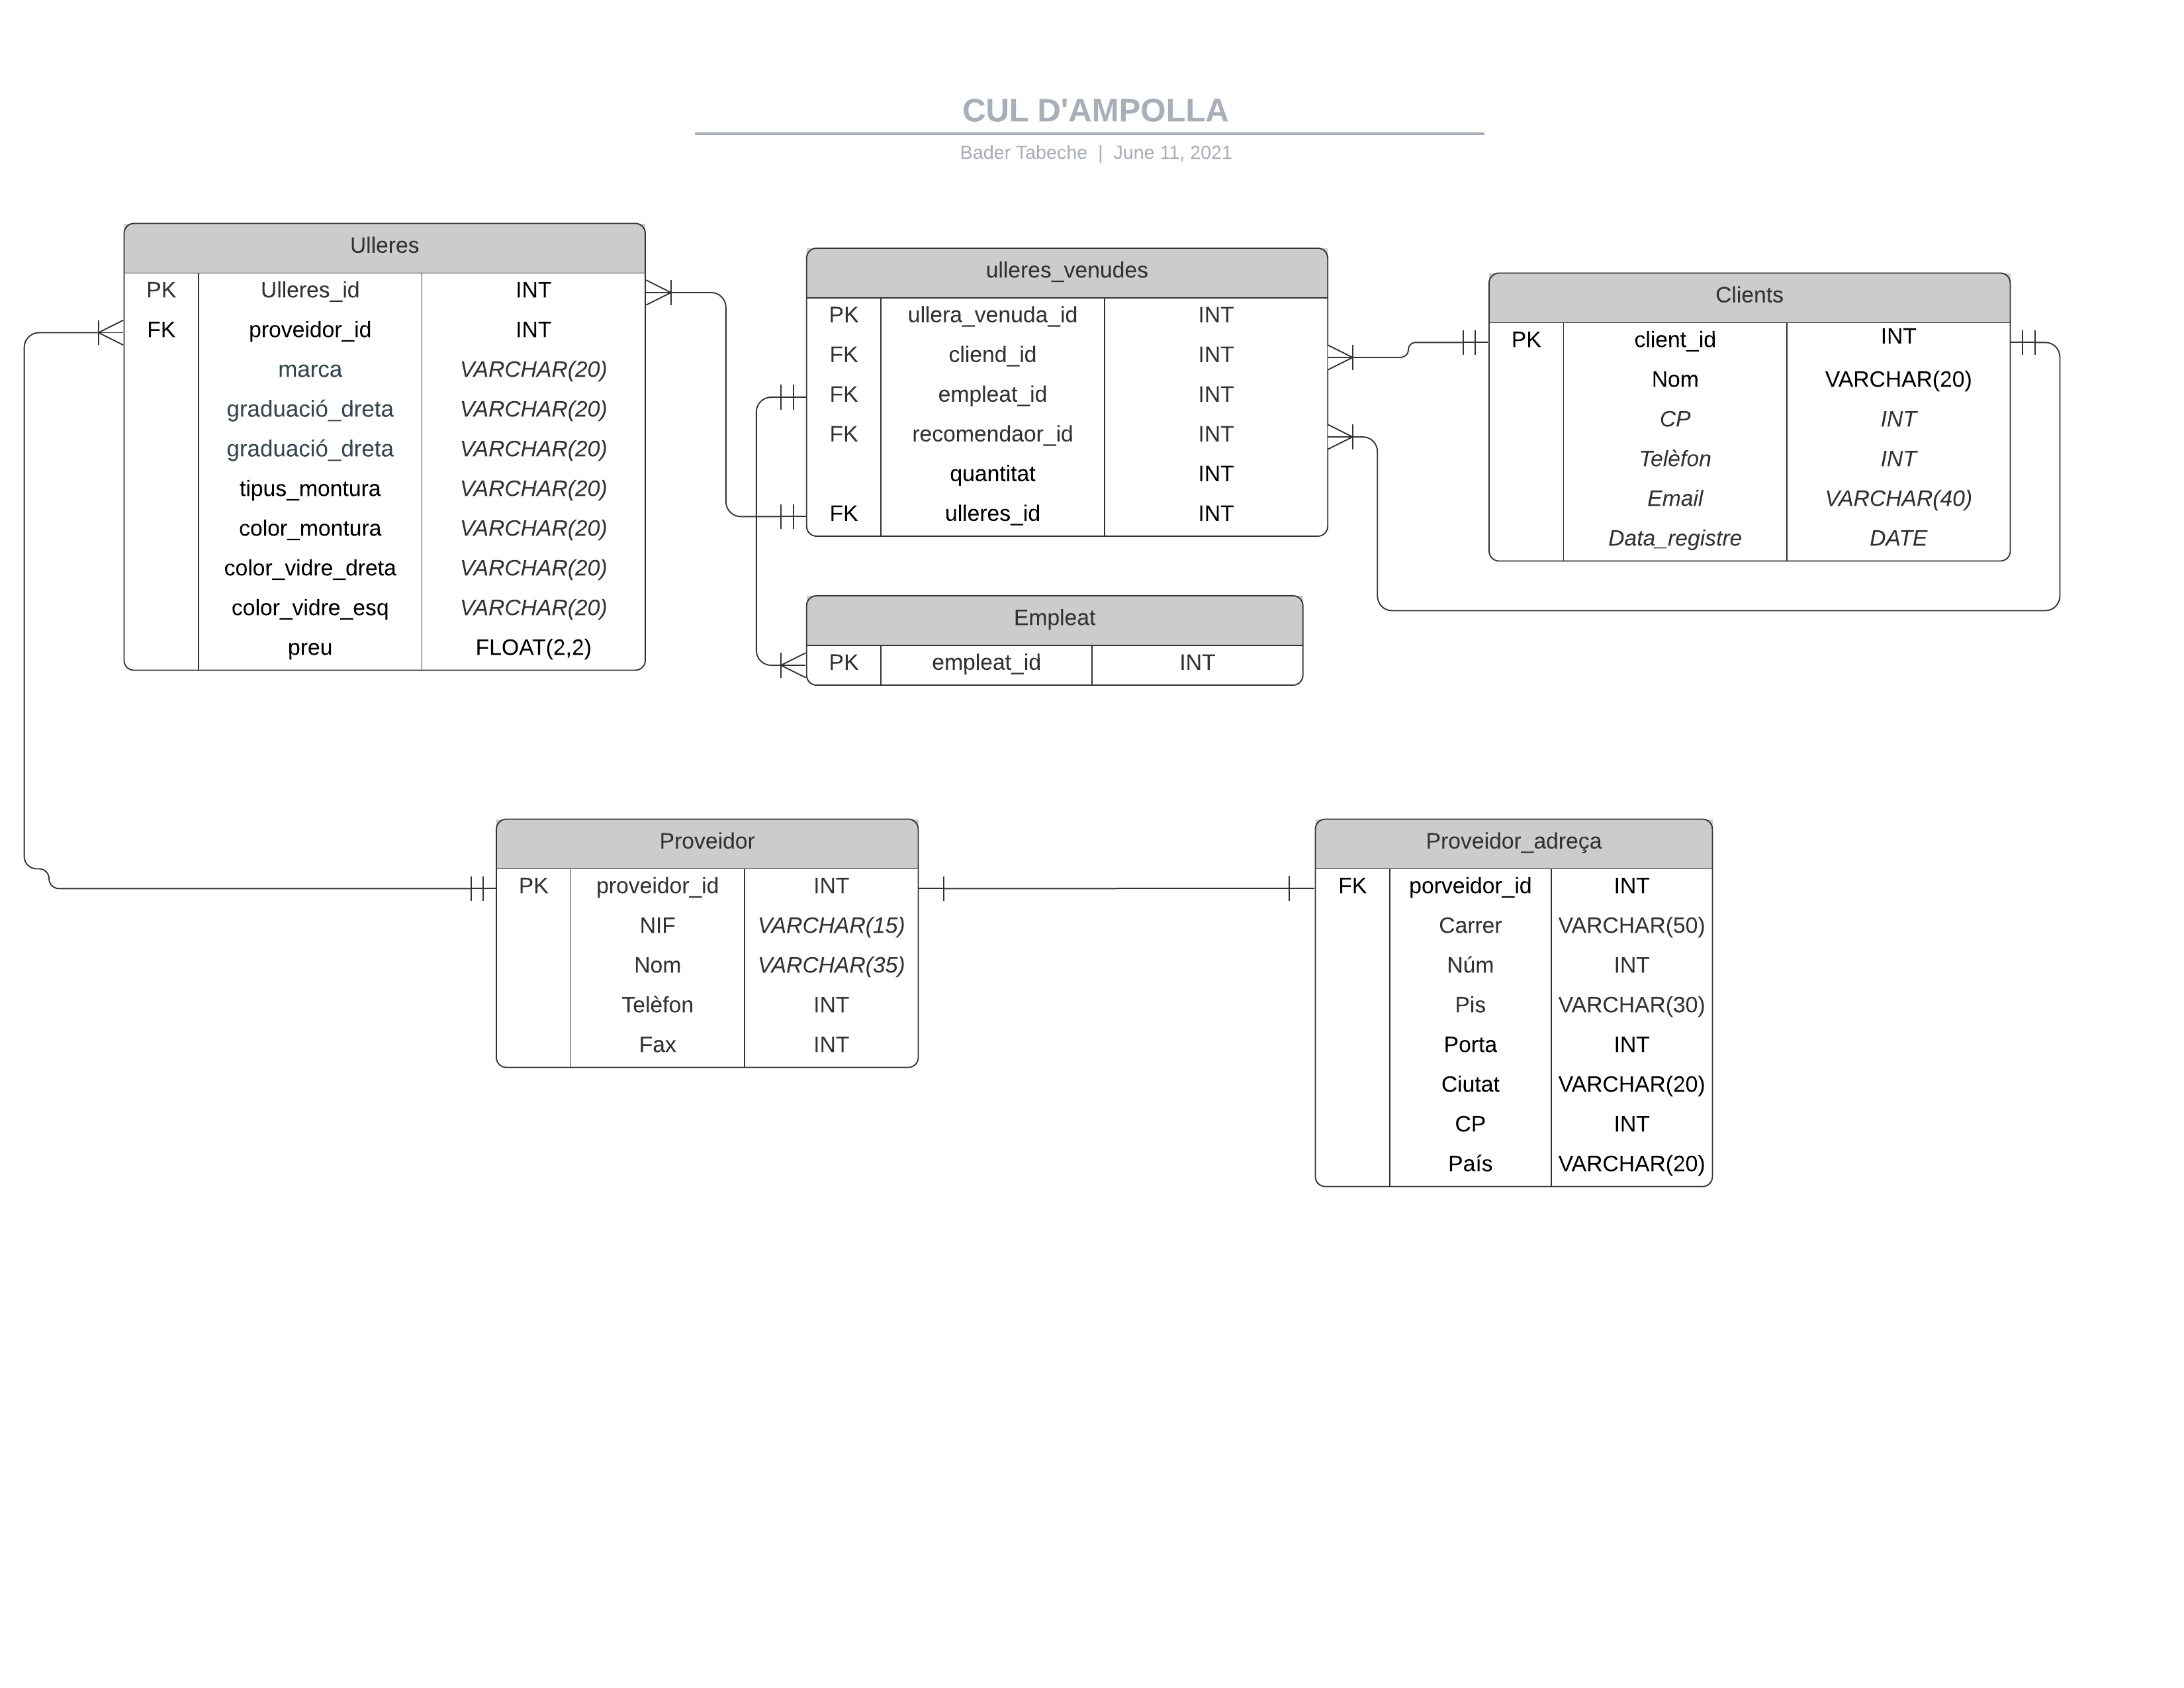 CUL D'AMPOLLA
Bader Tabeche | June 11, 2021
Ulleres
PK Ulleres_id INT
FK proveidor_id INT
marca VARCHAR(20)
graduació_dreta VARCHAR(20)
graduació_dreta VARCHAR(20)
tipus_montura VARCHAR(20)
color_montura VARCHAR(20)
color_vidre_dreta VARCHAR(20)
color_vidre_esq VARCHAR(20)
preu FLOAT(2,2)
ulleres_venudes
PK ullera_venuda_id INT
FK cliend_id INT
FK empleat_id INT
FK recomendaor_id INT
quantitat INT
FK ulleres_id INT
Clients
PK client_id INT
Nom VARCHAR(20)
CP INT
Telèfon INT
Email VARCHAR(40)
Data_registre DATE
Empleat
PK empleat_id INT
Proveidor
PK proveidor_id INT
NIF VARCHAR(15)
Nom VARCHAR(35)
Telèfon INT
Fax INT
Proveidor_adreça
FK porveidor_id INT
Carrer VARCHAR(50)
Núm INT
Pis VARCHAR(30)
Porta INT
Ciutat VARCHAR(20)
CP INT
País VARCHAR(20)